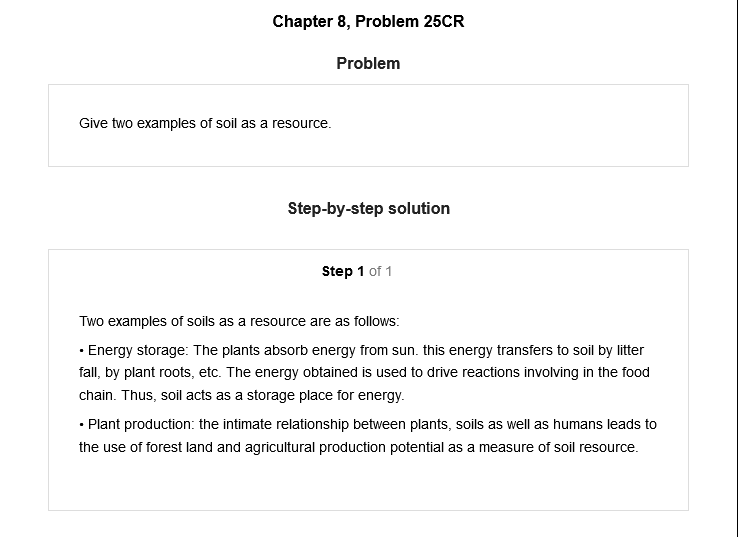 Chapter 8, Problem 25CR
Problem
Give two examples of soil as a resource.
Step-by-step solution
Step 1 of 1
Two examples of soils as a resource are as follows:
• Energy storage: The plants absorb energy from sun. this energy transfers to soil by litter
fall, by plant roots, etc. The energy obtained is used to drive reactions involving in the food
chain. Thus, soil acts as a storage place for energy.
• Plant production: the intimate relationship between plants, soils as well as humans leads to
the use of forest land and agricultural production potential as a measure of soil resource.